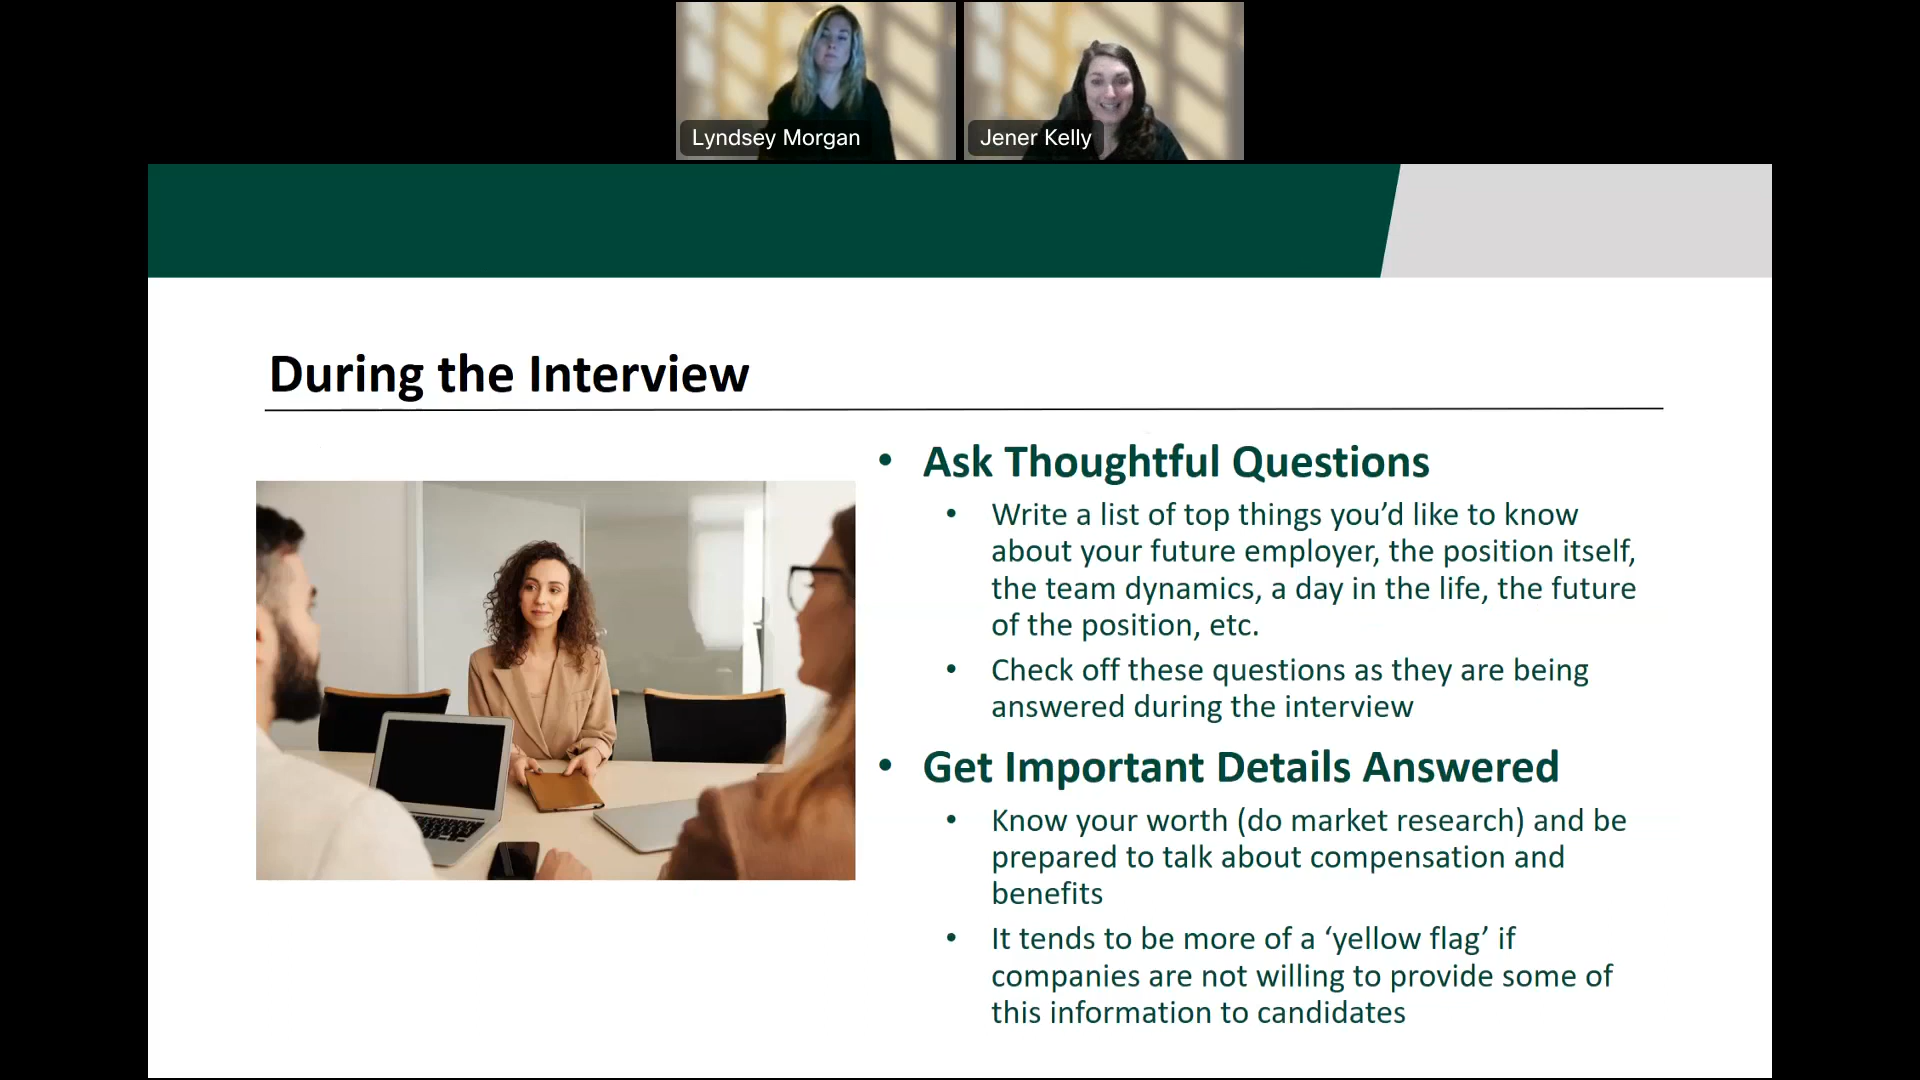 Lyndsey Morgan
Jener Kelly
During the Interview
• Ask Thoughtful Questions
• Write a list of top things you’d like to know
about your future employer, the position itself,
the team dynamics, a day in the life, the future
of the position, etc.
• Check off these questions as they are being
answered during the interview
• Get Important Details Answered
• Know your worth (do market research) and be
prepared to talk about compensation and
benefits
• It tends to be more of a ‘yellow flag’ if
companies are not willing to provide some of
this information to candidates